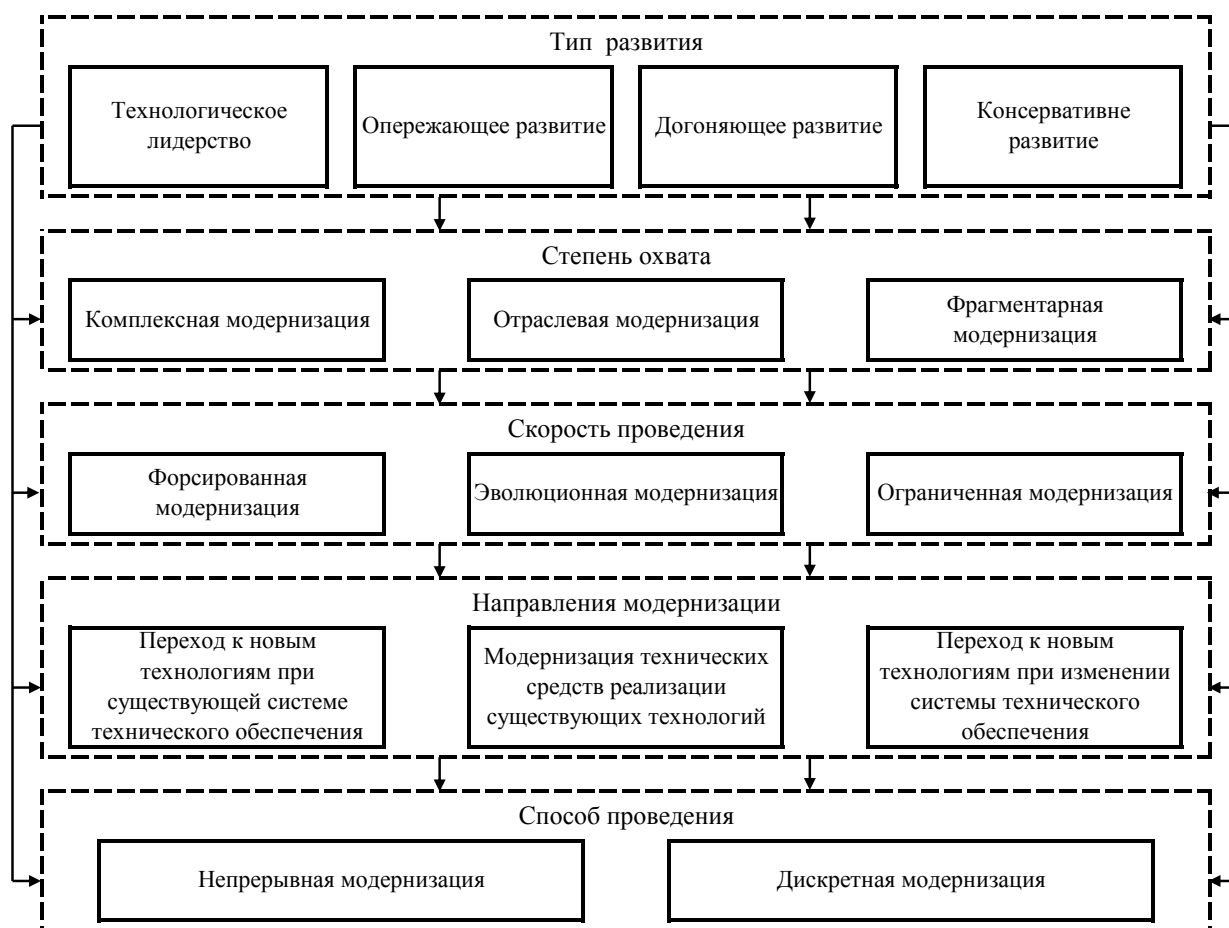 Тип развития
Технологическое
лидерство
Опережающее развитие
Догоняющее развитие
Консервативне
развитие
Степень охвата
Комплексная модернизация
Отраслевая модернизация
Фрагментарная
модернизация
Скорость проведения
Форсированная
модернизация
Эволюционная модернизация
Ограниченная модернизация
Направления модернизации
Переход к новым
технологиям при
существующей системе
технического обеспечения
Модернизация технических
средств реализации
существующих технологий
Переход к новым
технологиям при изменении
системы технического
обеспечения
Способ проведения
Непрерывная модернизация
Дискретная модернизация